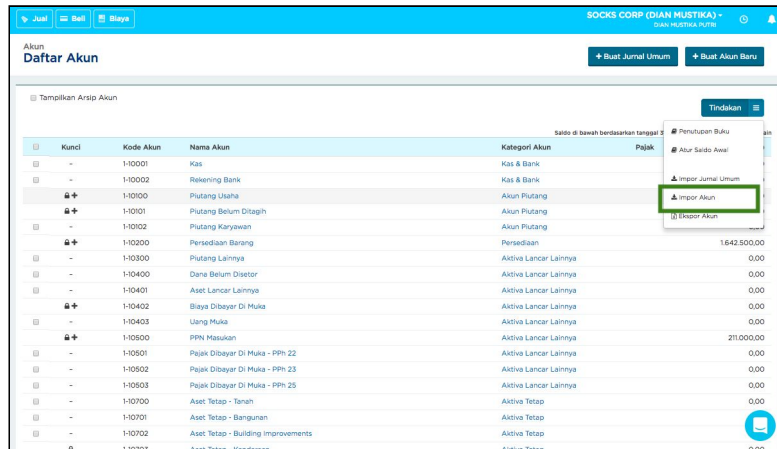 Jual Beli Biaya SOCKS CORP (DIAN MUSTIKA)
DIAN MUSTIKA PUTRI
Akun
Daftar Akun
+ Buat Jurnal Umum + Buat Akun Baru
Tampilkan Arsip Akun
Tindakan
Saldo di bawah berdasarkan tanggal
Penutupan Buku
Atur Saldo Awal
Impor Jurnal Umum
Impor Akun
Ekspor Akun
Kunci Kode Akun Nama Akun Kategori Akun Pajak
- 1-10001 Kas Kas & Bank
- 1-10002 Rekening Bank Kas & Bank
1-10100 Piutang Usaha Akun Piutang
1-10101 Piutang Belum Ditagih Akun Piutang
- 1-10102 Piutang Karyawan Akun Piutang
1-10200 Persediaan Barang Persediaan 1.642.500,00
- 1-10300 Piutang Lainnya Aktiva Lancar Lainnya 0,00
- 1-10400 Dana Belum Disetor Aktiva Lancar Lainnya 0,00
- 1-10401 Aset Lancar Lainnya Aktiva Lancar Lainnya 0,00
1-10402 Biaya Dibayar Di Muka Aktiva Lancar Lainnya 0,00
- 1-10403 Uang Muka Aktiva Lancar Lainnya 0,00
1-10500 PPN Masukan Aktiva Lancar Lainnya 211.000,00
- 1-10501 Pajak Dibayar Di Muka - PPh 22 Aktiva Lancar Lainnya 0,00
- 1-10502 Pajak Dibayar Di Muka - PPh 23 Aktiva Lancar Lainnya 0,00
- 1-10503 Pajak Dibayar Di Muka - PPh 25 Aktiva Lancar Lainnya 0,00
- 1-10700 Aset Tetap - Tanah Aktiva Tetap 0,00
- 1-10701 Aset Tetap - Bangunan Aktiva Tetap
- 1-10702 Aset Tetap - Building Improvements Aktiva Tetap